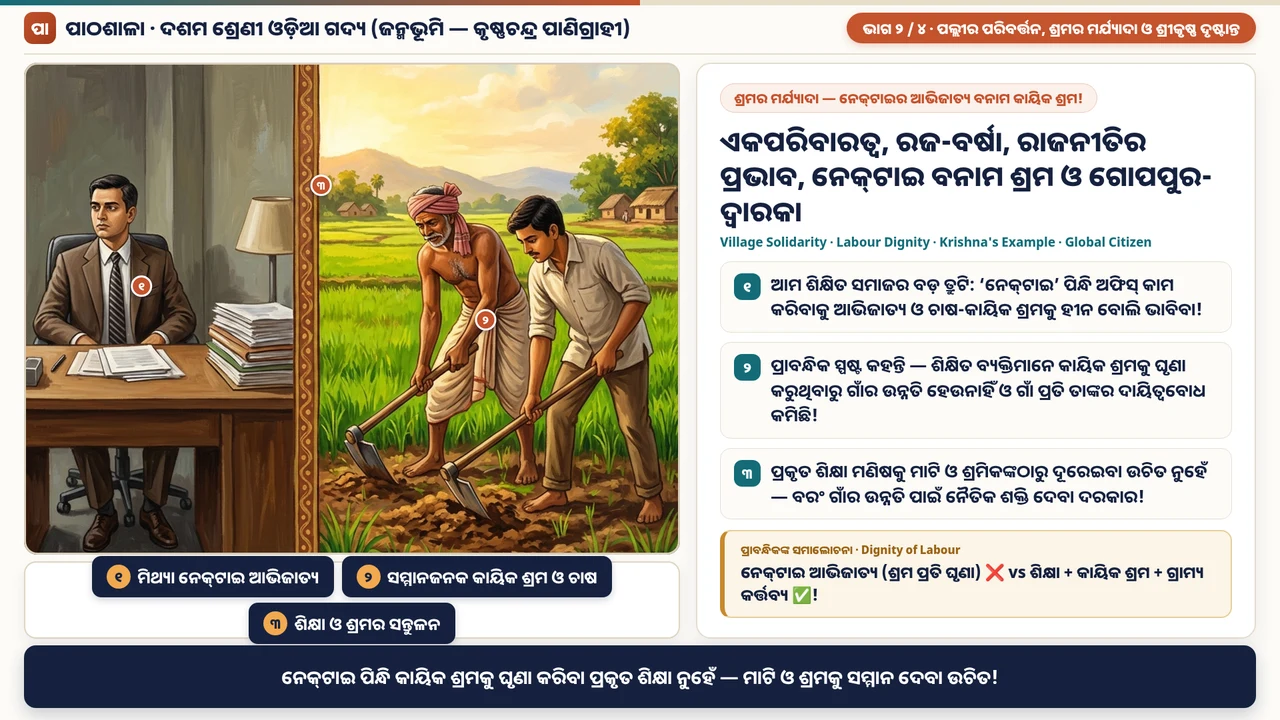 ପା ପାଠଶାଳା · ଦଶମ ଶ୍ରେଣୀ ଓଡ଼ିଆ ଗଦ୍ୟ (ଜନ୍ମଭୂମି — କୃଷ୍ଣଚନ୍ଦ୍ର ପାଣିଗ୍ରାହୀ)
ଭାଗ ୨ / ୪ · ପଲ୍ଲୀର ପରିବର୍ତ୍ତନ, ଶ୍ରମର ମର୍ଯ୍ୟାଦା ଓ ଶ୍ରୀକୃଷ୍ଣ ଦୃଷ୍ଟାନ୍ତ
୧
୨
୩
୧ ମିଥ୍ୟା ନେକ୍‌ଟାଇ ଆଭିଜାତ୍ୟ
୨ ସମ୍ମାନଜନକ କାୟିକ ଶ୍ରମ ଓ ଚାଷ
୩ ଶିକ୍ଷା ଓ ଶ୍ରମର ସନ୍ତୁଳନ
ଶ୍ରମର ମର୍ଯ୍ୟାଦା — ନେକ୍‌ଟାଇର ଆଭିଜାତ୍ୟ ବନାମ କାୟିକ ଶ୍ରମ!
ଏକପରିବାରତ୍ୱ, ରଜ-ବର୍ଷା, ରାଜନୀତିର
ପ୍ରଭାବ, ନେକ୍‌ଟାଇ ବନାମ ଶ୍ରମ ଓ ଗୋପପୁର-
ଦ୍ୱାରକା
Village Solidarity · Labour Dignity · Krishna's Example · Global Citizen
୧ ଆମ ଶିକ୍ଷିତ ସମାଜର ବଡ଼ ତ୍ରୁଟି: ‘ନେକ୍‌ଟାଇ’ ପିନ୍ଧି ଅଫିସ୍ କାମ
କରିବାକୁ ଆଭିଜାତ୍ୟ ଓ ଚାଷ-କାୟିକ ଶ୍ରମକୁ ହୀନ ବୋଲି ଭାବିବା!
୨ ପ୍ରାବନ୍ଧିକ ସ୍ପଷ୍ଟ କହନ୍ତି — ଶିକ୍ଷିତ ବ୍ୟକ୍ତିମାନେ କାୟିକ ଶ୍ରମକୁ ଘୃଣା
କରୁଥିବାରୁ ଗାଁର ଉନ୍ନତି ହେଉନାହିଁ ଓ ଗାଁ ପ୍ରତି ତାଙ୍କର ଦାୟିତ୍ୱବୋଧ
କମିଛି!
୩ ପ୍ରକୃତ ଶିକ୍ଷା ମଣିଷକୁ ମାଟି ଓ ଶ୍ରମିକଙ୍କଠାରୁ ଦୂରେଇବା ଉଚିତ ନୁହେଁ
— ବରଂ ଗାଁର ଉନ୍ନତି ପାଇଁ ନୈତିକ ଶକ୍ତି ଦେବା ଦରକାର!
ପ୍ରାବନ୍ଧିକଙ୍କ ସମାଲୋଚନା · Dignity of Labour
ନେକ୍‌ଟାଇ ଆଭିଜାତ୍ୟ (ଶ୍ରମ ପ୍ରତି ଘୃଣା) ❌ vs ଶିକ୍ଷା + କାୟିକ ଶ୍ରମ + ଗ୍ରାମ୍ୟ
କର୍ତ୍ତବ୍ୟ ✅!
ନେକ୍‌ଟାଇ ପିନ୍ଧି କାୟିକ ଶ୍ରମକୁ ଘୃଣା କରିବା ପ୍ରକୃତ ଶିକ୍ଷା ନୁହେଁ — ମାଟି ଓ ଶ୍ରମକୁ ସମ୍ମାନ ଦେବା ଉଚିତ!